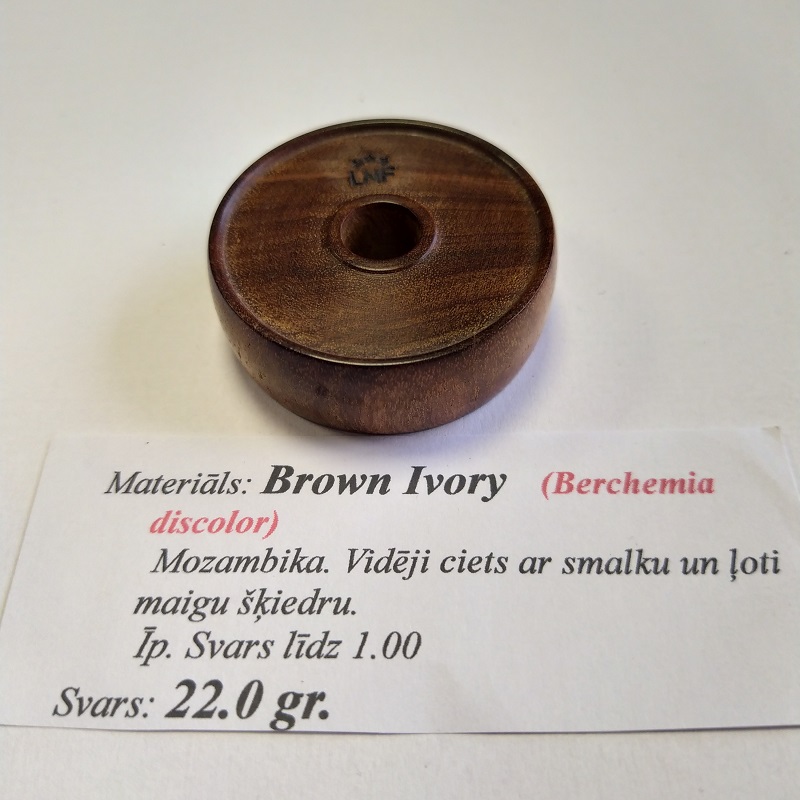 LNF
Materiāls: Brown Ivory (Berchemia
discolor)
Mozambika. Vidēji ciets ar smalku un ļoti
maigu šķiedru.
Īp. Svars līdz 1.00
Svars: 22.0 gr.